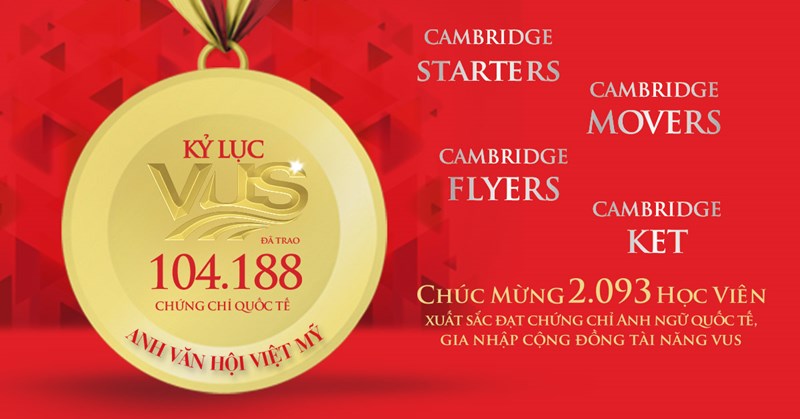 KỶ LỤC
VUS
ĐÃ TRAO
104.188
CHỨNG CHỈ QUỐC TẾ
ANH VĂN HỘI VIỆT MỸ
CAMBRIDGE
STARTERS
CAMBRIDGE
MOVERS
CAMBRIDGE
FLYERS
CAMBRIDGE
KET
CHÚC MỪNG 2.093 HỌC VIÊN
XUẤT SẮC ĐẠT CHỨNG CHỈ ANH NGỮ QUỐC TẾ,
GIA NHẬP CỘNG ĐỒNG TÀI NĂNG VUS